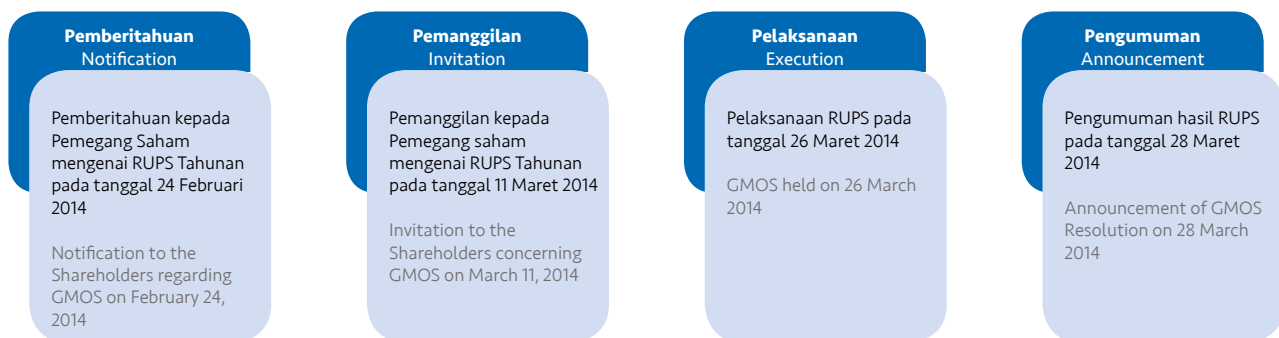 Pemberitahuan
Notification
Pemberitahuan kepada
Pemegang Saham
mengenai RUPS Tahunan
pada tanggal 24 Februari
2014
Notification to the
Shareholders regarding
GMOS on February 24,
2014
Pemanggilan
Invitation
Pemanggilan kepada
Pemegang saham
mengenai RUPS Tahunan
pada tanggal 11 Maret 2014
Invitation to the
Shareholders concerning
GMOS on March 11, 2014
Pelaksanaan
Execution
Pelaksanaan RUPS pada
tanggal 26 Maret 2014
GMOS held on 26 March
2014
Pengumuman
Announcement
Pengumuman hasil RUPS
pada tanggal 28 Maret
2014
Announcement of GMOS
Resolution on 28 March
2014